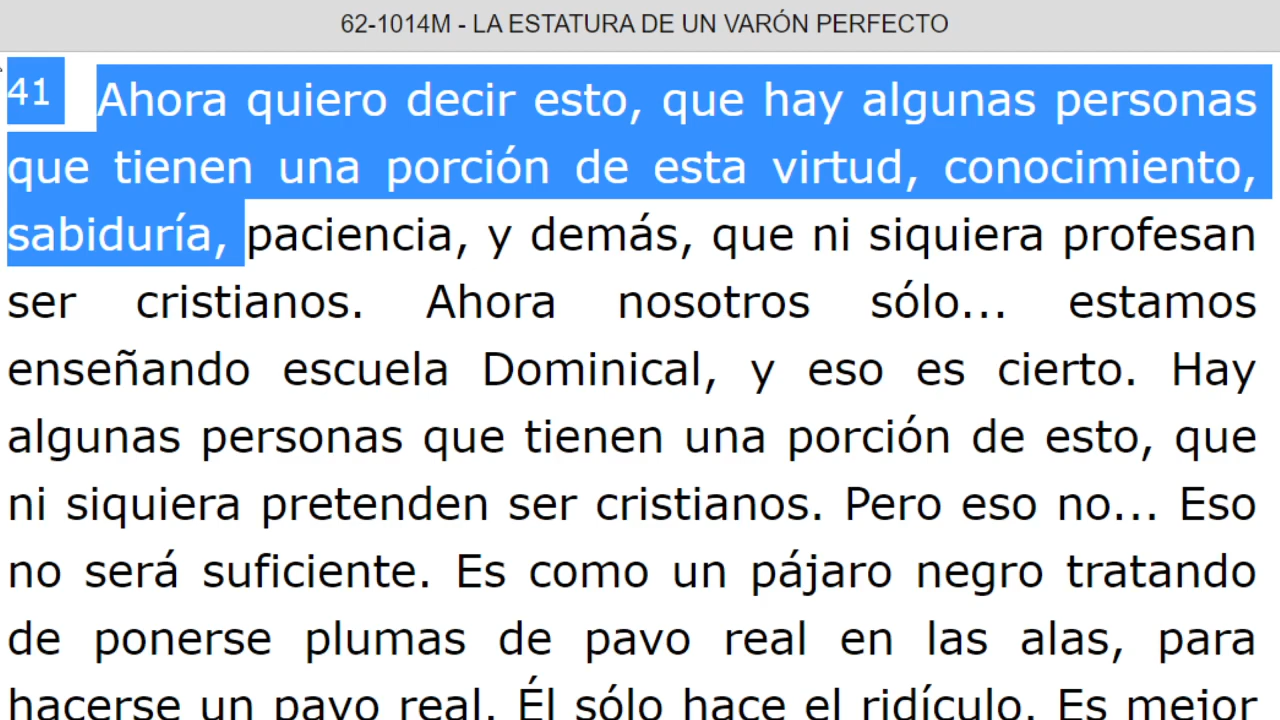 62-1014M - LA ESTATURA DE UN VARÓN PERFECTO
41 Ahora quiero decir esto, que hay algunas personas
que tienen una porción de esta virtud, conocimiento,
sabiduría, paciencia, y demás, que ni siquiera profesan
ser cristianos. Ahora nosotros sólo... estamos
enseñando escuela Dominical, y eso es cierto. Hay
algunas personas que tienen una porción de esto, que
ni siquiera pretenden ser cristianos. Pero eso no... Eso
no será suficiente. Es como un pájaro negro tratando
de ponerse plumas de pavo real en las alas, para
hacerse un pavo real. Él sólo hace el ridículo. Es mejor